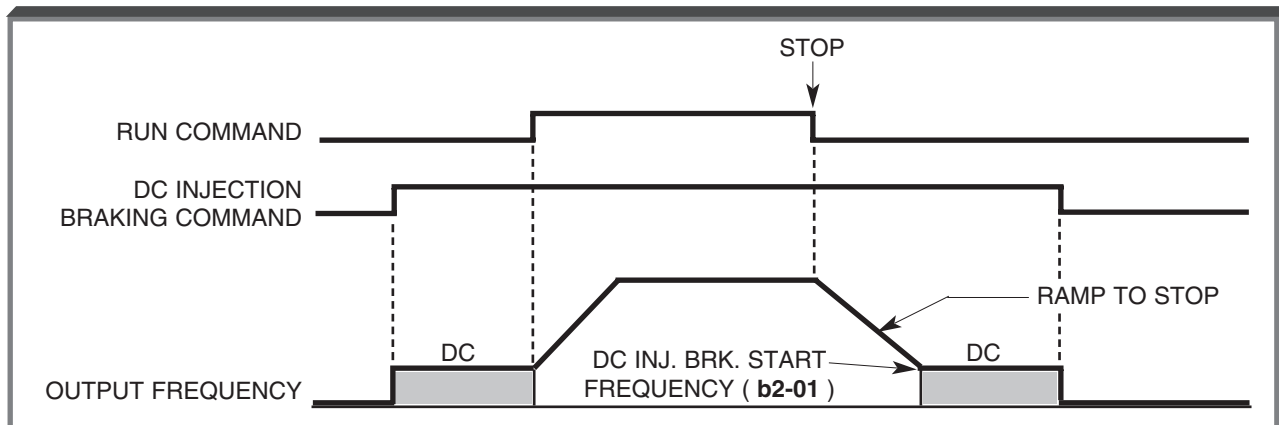 STOP
RUN COMMAND
DC INJECTION
BRAKING COMMAND
RAMP TO STOP
DC
DC INJ. BRK. START
DC
OUTPUT FREQUENCY
FREQUENCY ( b2-01 )